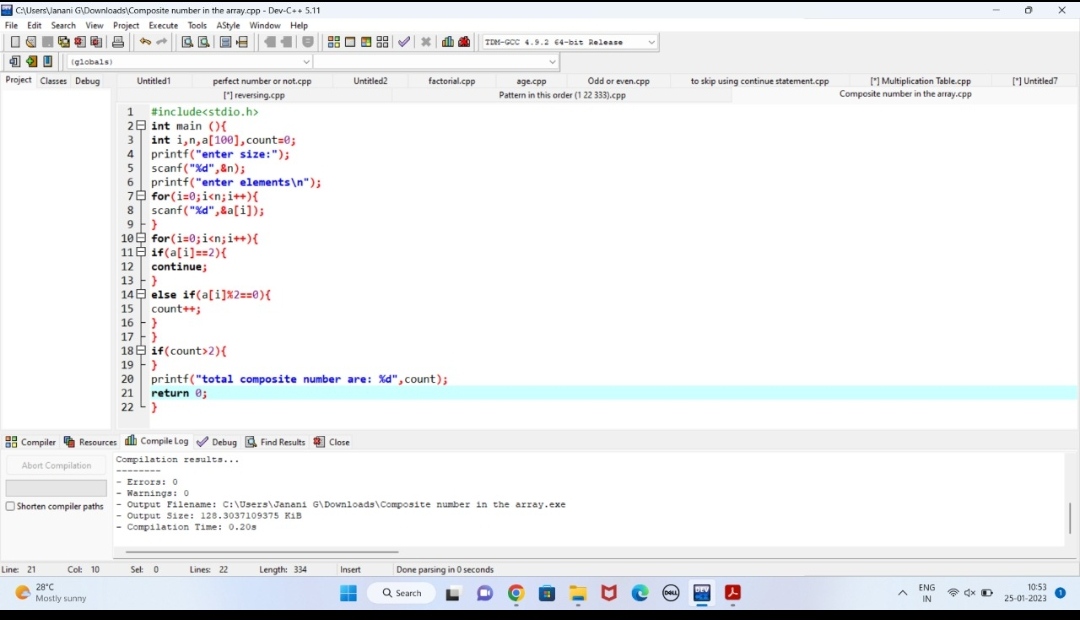 C:\Users\Janani G\Downloads\Composite number in the array.cpp - Dev-C++ 5.11
File Edit Search View Project Execute Tools AStyle Window Help
TDM-GCC 4.9.2 64-bit Release
(globals)
Project Classes Debug
Untitled1 perfect number or not.cpp Untitled2 factorial.cpp age.cpp Odd or even.cpp to skip using continue statement.cpp [*] Multiplication Table.cpp [*] Untitled7
[*] reversing.cpp Pattern in this order (1 22 333).cpp Composite number in the array.cpp
1 #include<stdio.h>
2 int main (){
3 int i,n,a[100],count=0;
4 printf("enter size:");
5 scanf("%d",&n);
6 printf("enter elements\n");
7 for(i=0;i<n;i++){
8 scanf("%d",&a[i]);
9 }
10 for(i=0;i<n;i++){
11 if(a[i]==2){
12 continue;
13 }
14 else if(a[i]%2==0){
15 count++;
16 }
17 }
18 if(count>2){
19 }
20 printf("total composite number are: %d",count);
21 return 0;
22 }
Compiler Resources Compile Log Debug Find Results Close
Abort Compilation
Shorten compiler paths
Compilation results...
--------
- Errors: 0
- Warnings: 0
- Output Filename: C:\Users\Janani G\Downloads\Composite number in the array.exe
- Output Size: 128.3037109375 KiB
- Compilation Time: 0.20s
Line: 21 Col: 10 Sel: 0 Lines: 22 Length: 334 Insert Done parsing in 0 seconds
28°C
Mostly sunny
Search
DELL
DEV
ENG
IN
10:53
25-01-2023
1